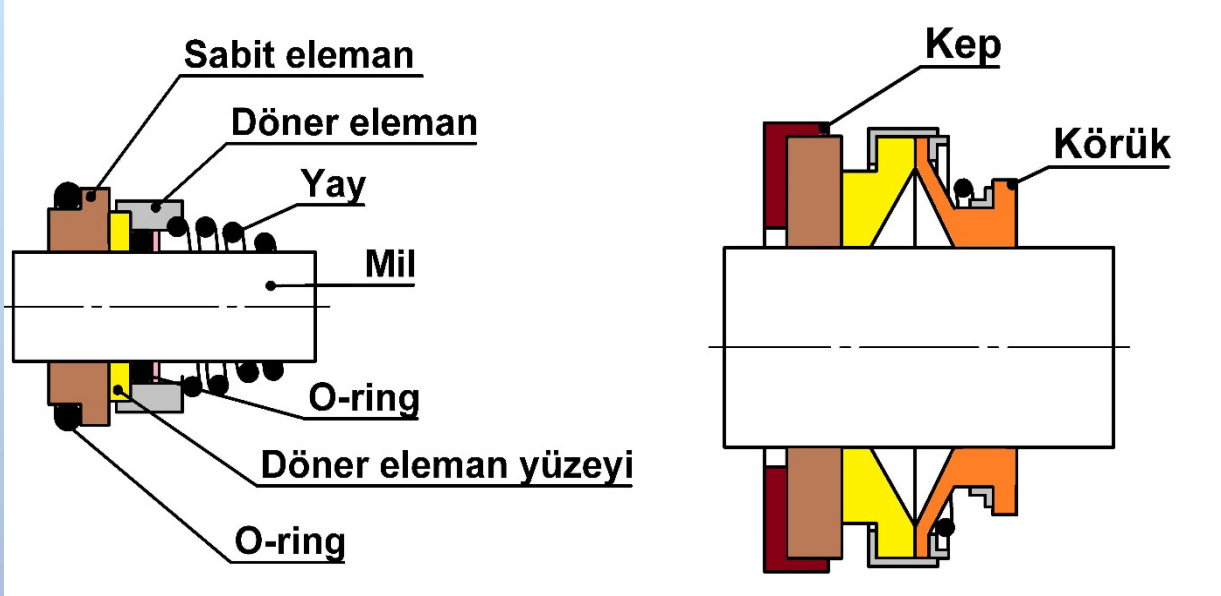 Sabit eleman
Döner eleman
Yay
Mil
O-ring
Döner eleman yüzeyi
O-ring
Kep
Körük